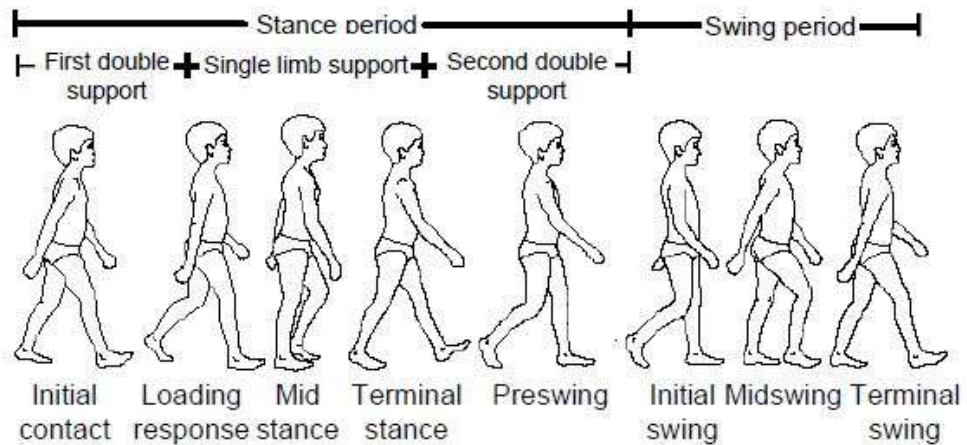 Stance period Swing period
First double Single limb support Second double
support support
Initial Loading Mid Terminal Preswing Initial Midswing Terminal
contact response stance stance swing swing